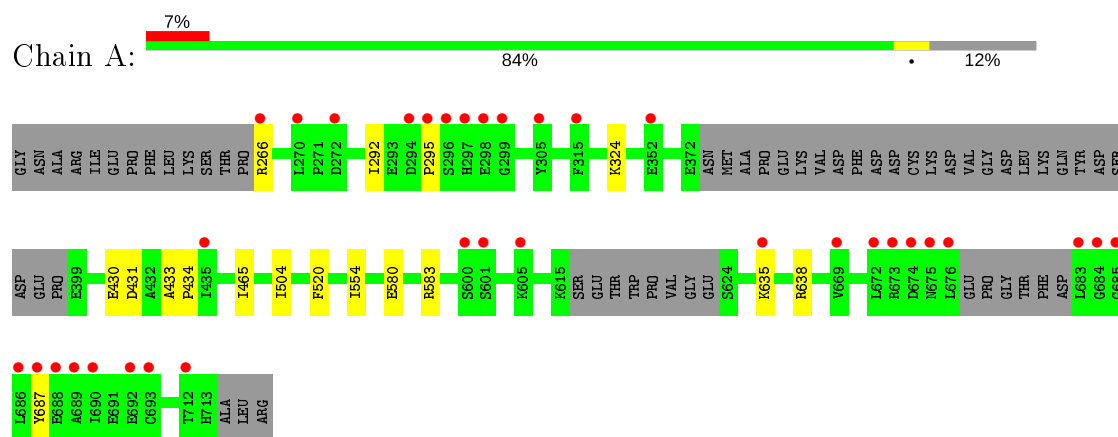 7%
Chain A:
84%
12%
GLY ASN ALA ARG ILE GLU PRO PHE LEU LYS SER THR PRO R266 L270 P271 D272 I292 E293 D294 P295 S296 H297 E298 G299 Y305 F315 K324 E352 E372 ASN MET ALA PRO GLU LYS VAL ASP PHE ASP ASP CYS LYS ASP VAL GLY ASP LEU LYS GLN TYR ASP SER
ASP GLU PRO E399 E430 D431 A432 A433 P434 I435 I465 I504 F520 I554 E580 R583 S600 S601 K605 K615 SER GLU THR TRP PRO VAL GLY GLU S624 K635 R638 V669 L672 R673 D674 N675 L676 GLU PRO GLY THR PHE ASP L683 G684
L686 Y687 E688 A689 I690 E691 E692 C693 T712 H713 ALA LEU ARG